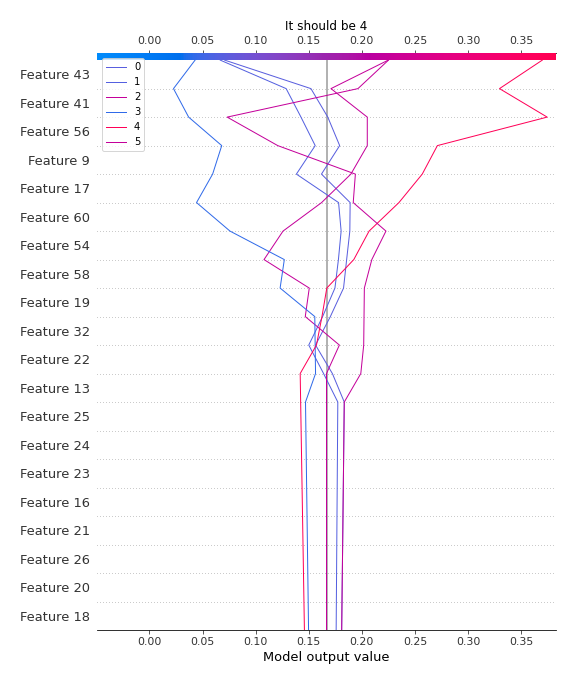 It should be 4
0.00 0.05 0.10 0.15 0.20 0.25 0.30 0.35
0
1
2
3
4
5
Feature 43
Feature 41
Feature 56
Feature 9
Feature 17
Feature 60
Feature 54
Feature 58
Feature 19
Feature 32
Feature 22
Feature 13
Feature 25
Feature 24
Feature 23
Feature 16
Feature 21
Feature 26
Feature 20
Feature 18
0.00 0.05 0.10 0.15 0.20 0.25 0.30 0.35
Model output value